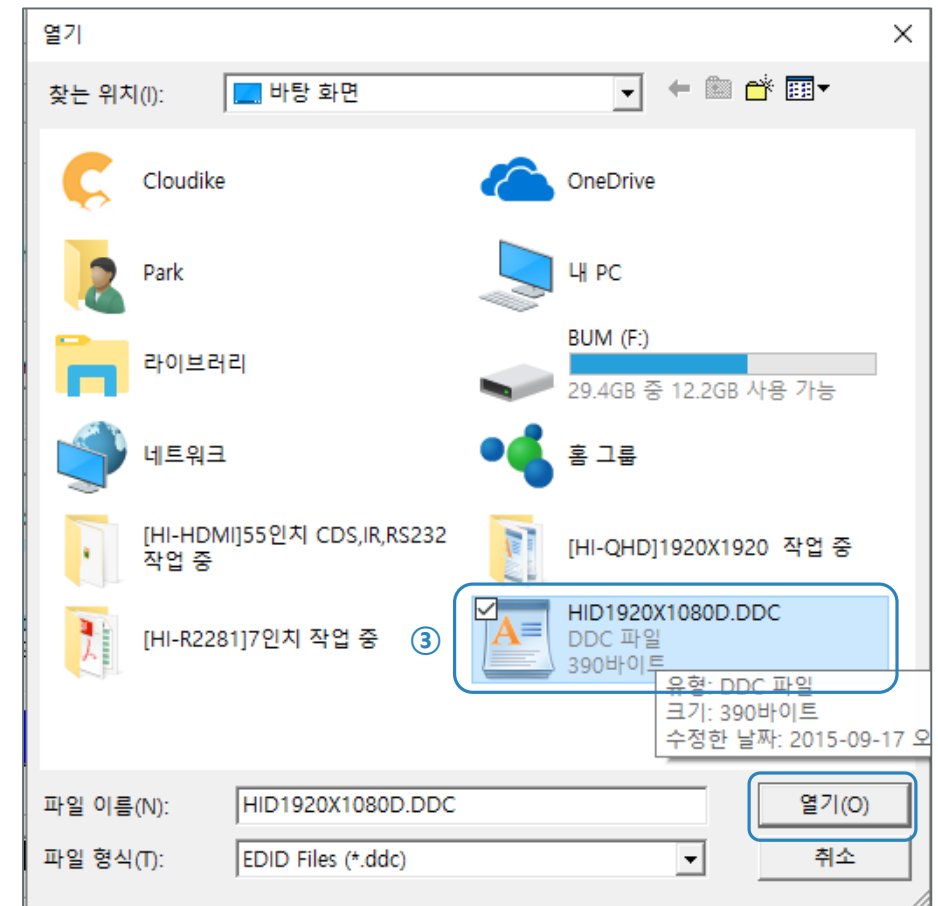 열기
찾는 위치(I):
바탕 화면
Cloudike
OneDrive
Park
내 PC
라이브러리
BUM (F:)
29.4GB 중 12.2GB 사용 가능
네트워크
홈 그룹
[HI-HDMI]55인치 CDS,IR,RS232
작업 중
[HI-QHD]1920X1920 작업 중
[HI-R2281]7인치 작업 중
③
HID1920X1080D.DDC
DDC 파일
390바이트
유형: DDC 파일
크기: 390바이트
수정한 날짜: 2015-09-17 오
파일 이름(N):
HID1920X1080D.DDC
열기(O)
파일 형식(T):
EDID Files (*.ddc)
취소